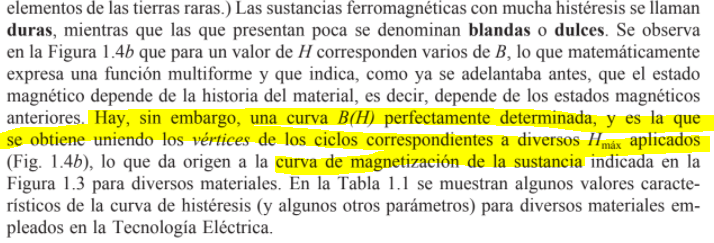 elementos de las tierras raras.) Las sustancias ferromagnéticas con mucha histéresis se llaman
duras, mientras que las que presentan poca se denominan blandas o dulces. Se observa
en la Figura 1.4b que para un valor de H corresponden varios de B, lo que matemáticamente
expresa una función multiforme y que indica, como ya se adelantaba antes, que el estado
magnético depende de la historia del material, es decir, depende de los estados magnéticos
anteriores. Hay, sin embargo, una curva B(H) perfectamente determinada, y es la que
se obtiene uniendo los vértices de los ciclos correspondientes a diversos Hmáx aplicados
(Fig. 1.4b), lo que da origen a la curva de magnetización de la sustancia indicada en la
Figura 1.3 para diversos materiales. En la Tabla 1.1 se muestran algunos valores caracte-
rísticos de la curva de histéresis (y algunos otros parámetros) para diversos materiales em-
pleados en la Tecnología Eléctrica.